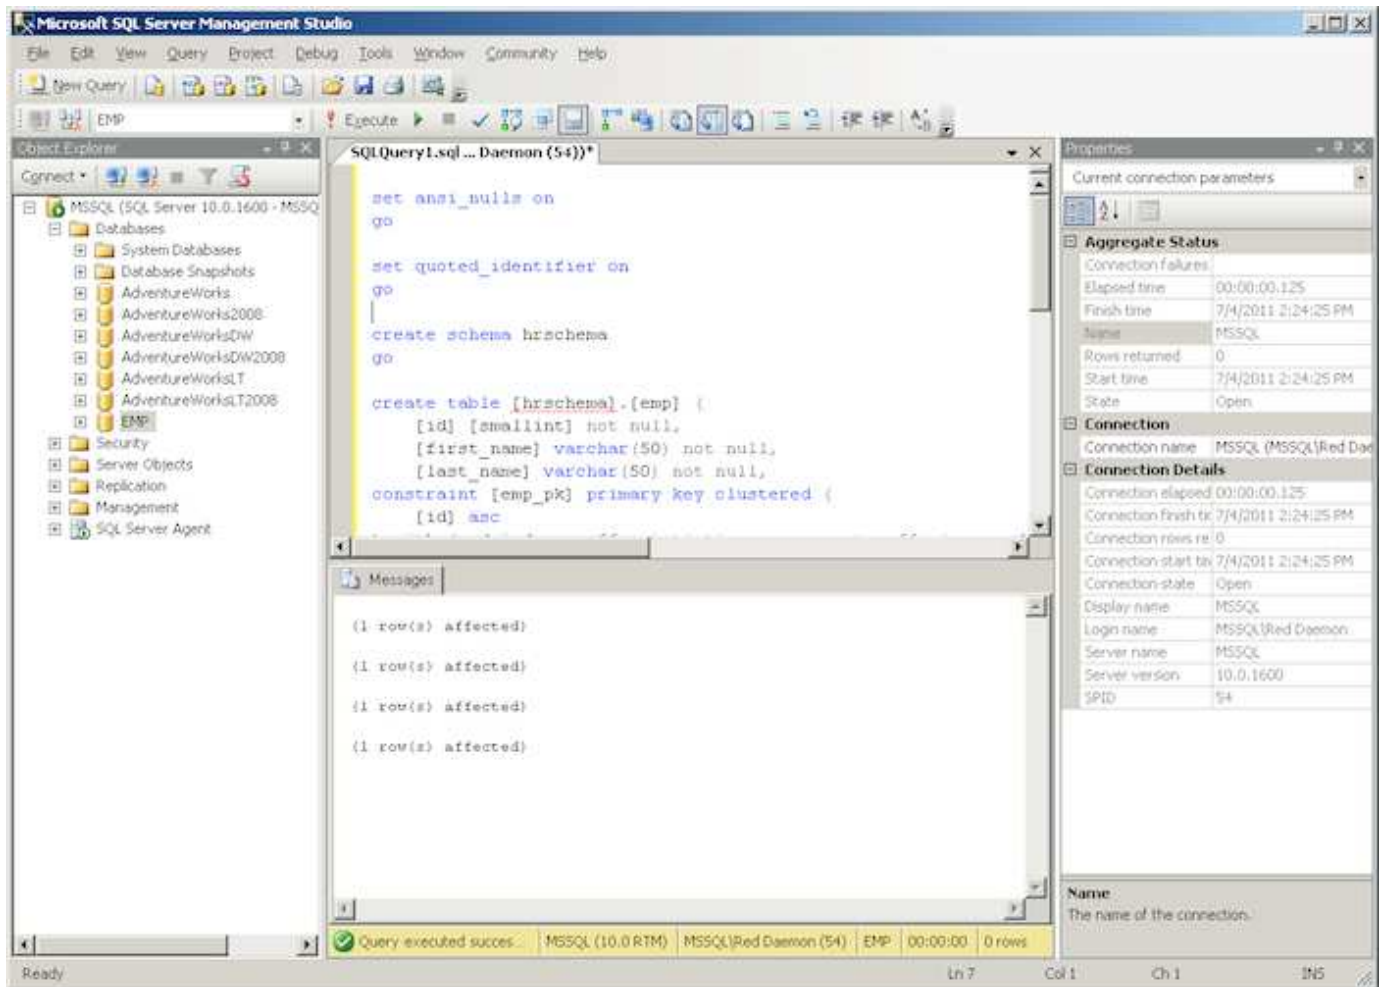 Microsoft SQL Server Management Studio
File Edit View Query Project Debug Tools Window Community Help
New Query
EMP
Execute
Object Explorer
Connect
MSSQL (SQL Server 10.0.1600 - MSSQ
Databases
System Databases
Database Snapshots
AdventureWorks
AdventureWorks2008
AdventureWorksDW
AdventureWorksDW2008
AdventureWorksLT
AdventureWorksLT2008
EMP
Security
Server Objects
Replication
Management
SQL Server Agent
SQLQuery1.sql ... Daemon (54))*
set ansi_nulls on
go
set quoted_identifier on
go
create schema hrschema
go
create table [hrschema].[emp] (
[id] [smallint] not null,
[first_name] varchar(50) not null,
[last_name] varchar(50) not null,
constraint [emp_pk] primary key clustered (
[id] asc
Messages
(1 row(s) affected)
(1 row(s) affected)
(1 row(s) affected)
(1 row(s) affected)
Query executed succes... MSSQL (10.0 RTM) MSSQL\Red Daemon (54) EMP 00:00:00 0 rows
Properties
Current connection parameters
Aggregate Status
Connection failures
Elapsed time 00:00:00.125
Finish time 7/4/2011 2:24:25 PM
Name MSSQL
Rows returned 0
Start time 7/4/2011 2:24:25 PM
State Open
Connection
Connection name MSSQL (MSSQL\Red Dae
Connection Details
Connection elapsed 00:00:00.125
Connection finish tir 7/4/2011 2:24:25 PM
Connection rows re 0
Connection start tin 7/4/2011 2:24:25 PM
Connection state Open
Display name MSSQL
Login name MSSQL\Red Daemon
Server name MSSQL
Server version 10.0.1600
SPID 54
Name
The name of the connection.
Ready Ln 7 Col 1 Ch 1 INS